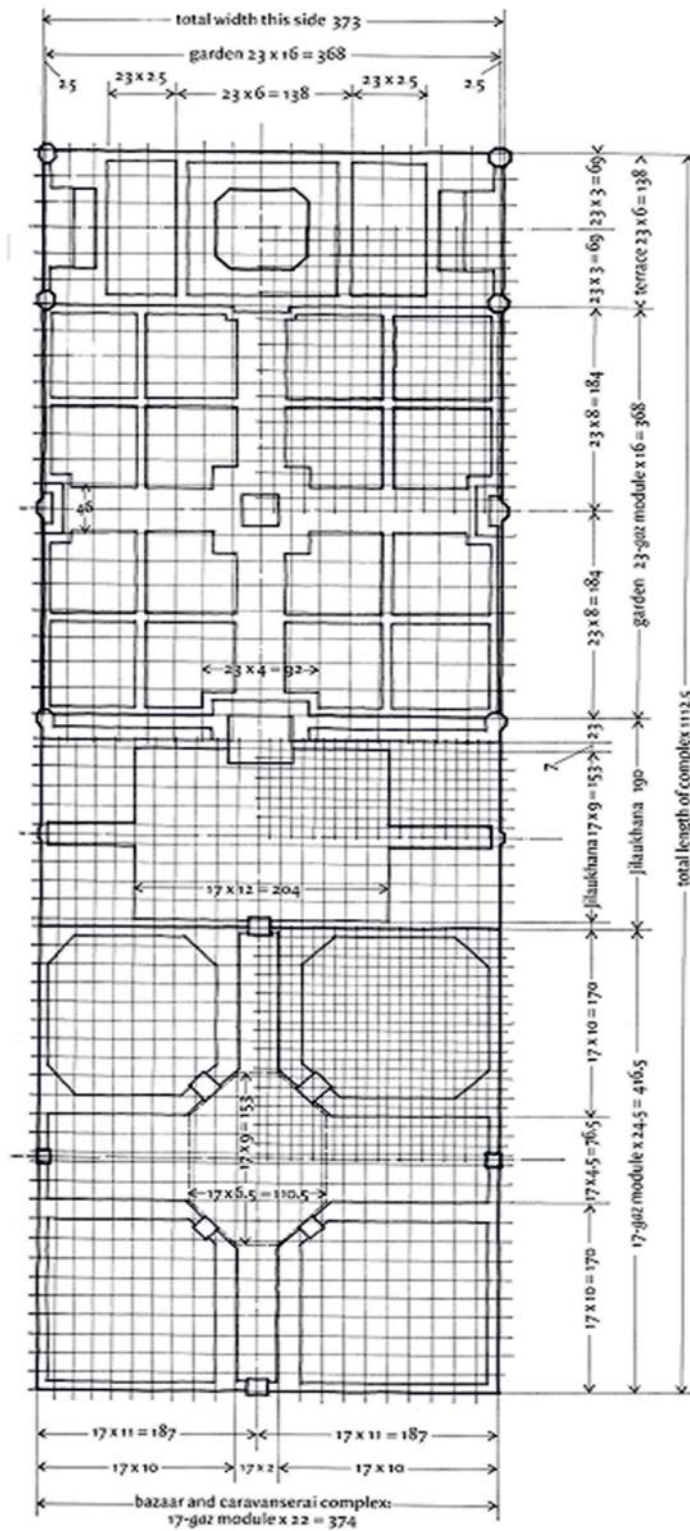 total width this side 373
garden 23 x 16 = 368
2.5
23 x 2.5
23 x 6 = 138
23 x 2.5
2.5
23 x 3 = 69
23 x 3 = 69
terrace 23 x 6 = 138
23 x 8 = 184
23 x 8 = 184
garden 23-gaz module x 16 = 368
46
23 x 4 = 92
23
7
Jilaukhana 17 x 9 = 153
Jilaukhana 190
17 x 12 = 204
total length of complex 1112.5
17 x 10 = 170
17 x 4.5 = 76.5
17 x 10 = 170
17-gaz module x 24.5 = 416.5
17 x 9 = 153
17 x 6.5 = 110.5
17 x 11 = 187
17 x 11 = 187
17 x 10
17 x 2
17 x 10
bazaar and caravanserai complex:
17-gaz module x 22 = 374